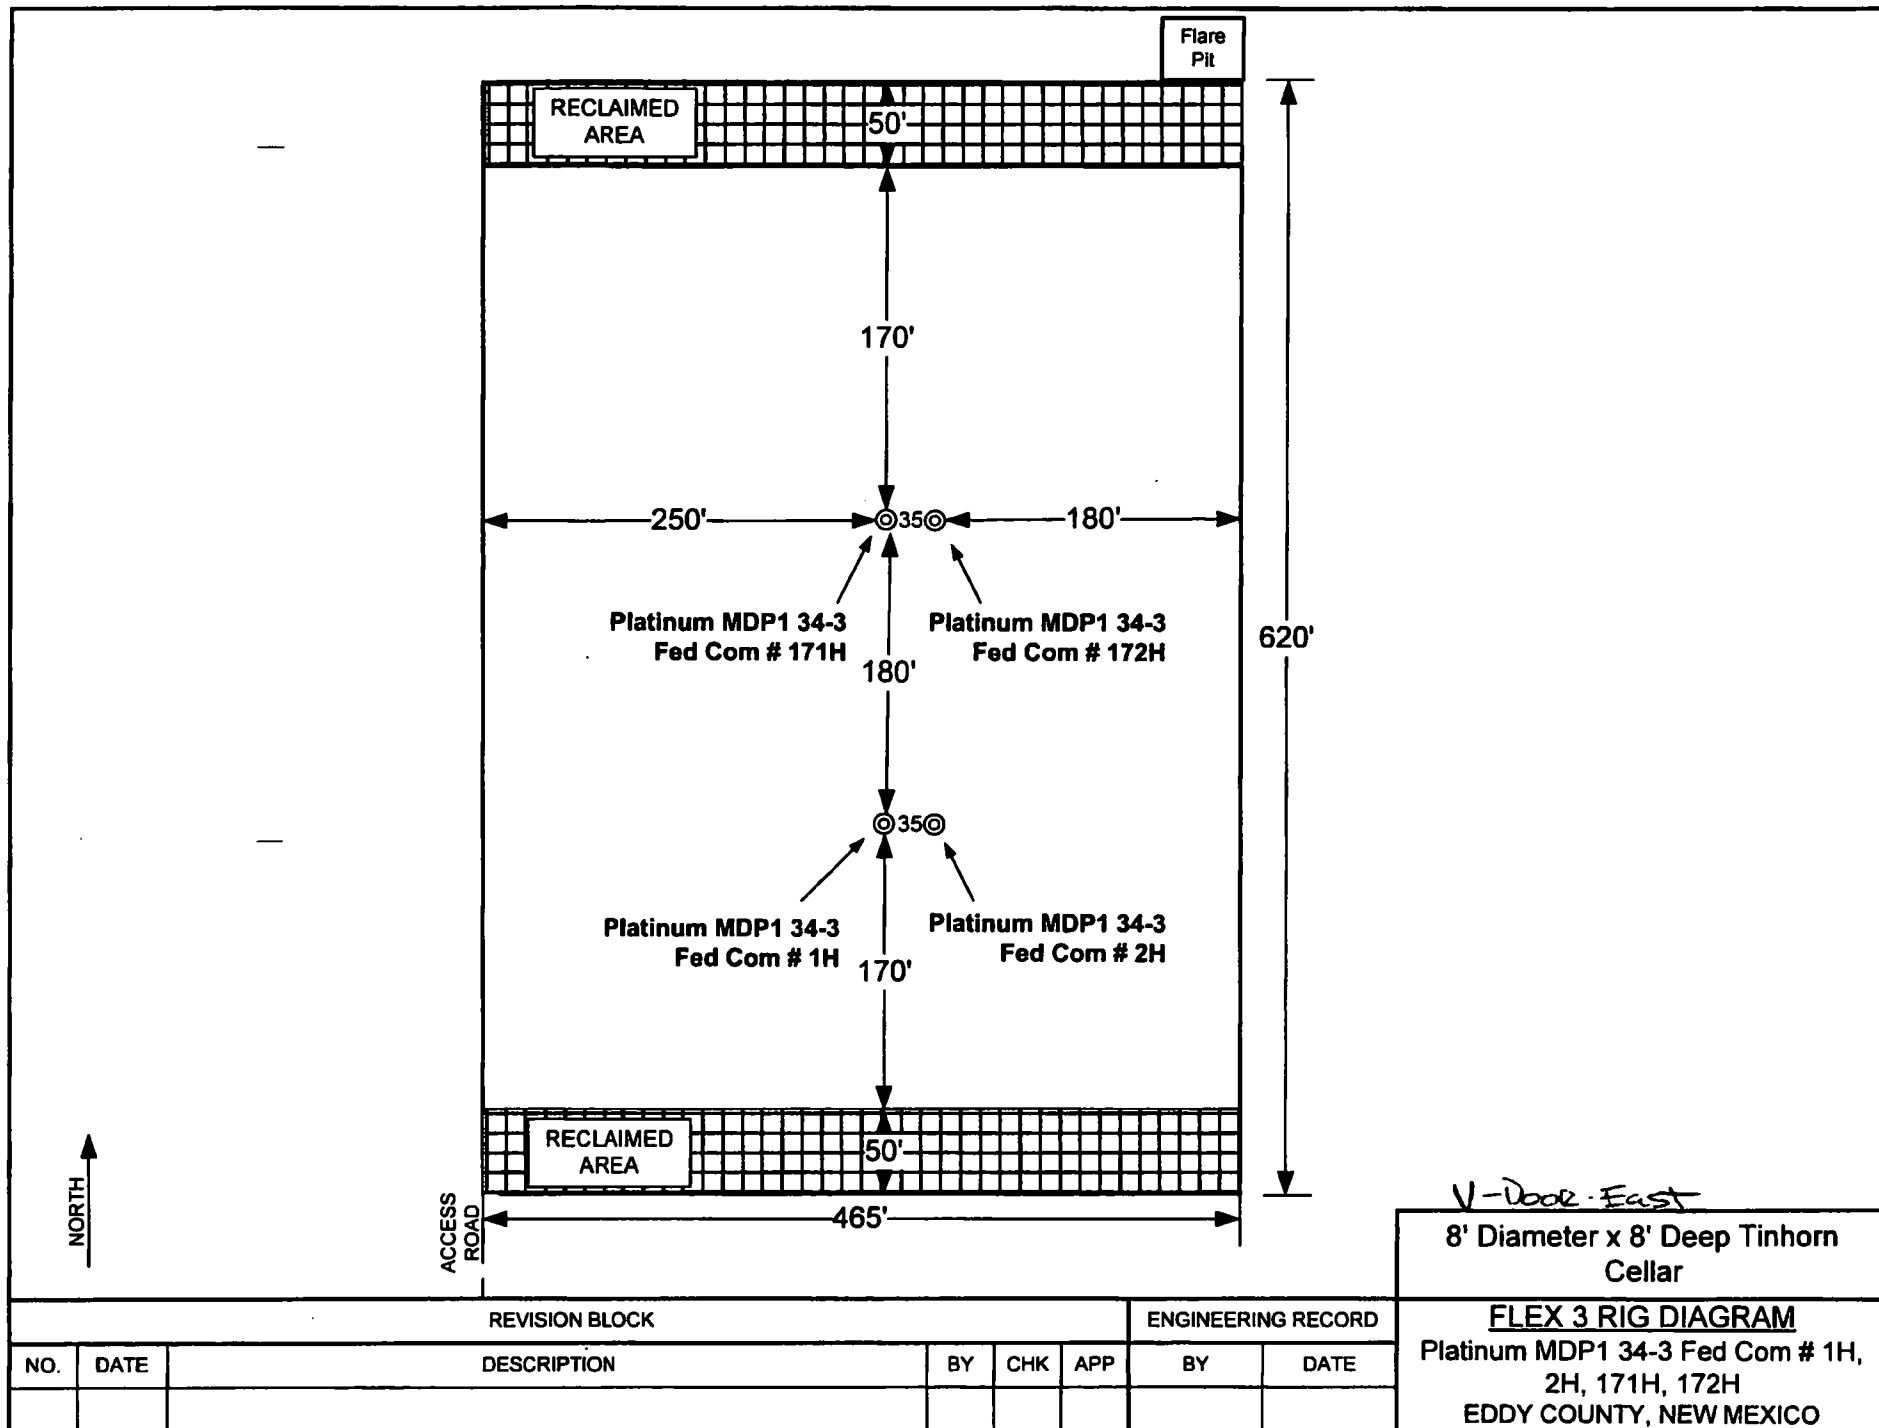 Flare
Pit
RECLAIMED
AREA
50'
170'
250'
35
180'
Platinum MDP1 34-3
Fed Com # 171H
Platinum MDP1 34-3
Fed Com # 172H
620'
180'
35
Platinum MDP1 34-3
Fed Com # 1H
Platinum MDP1 34-3
Fed Com # 2H
170'
RECLAIMED
AREA
50'
NORTH
ACCESS
ROAD
465'
V-Door-East
8' Diameter x 8' Deep Tinhorn
Cellar
REVISION BLOCK
ENGINEERING RECORD
NO.
DATE
DESCRIPTION
BY
CHK
APP
BY
DATE
FLEX 3 RIG DIAGRAM
Platinum MDP1 34-3 Fed Com # 1H,
2H, 171H, 172H
EDDY COUNTY, NEW MEXICO